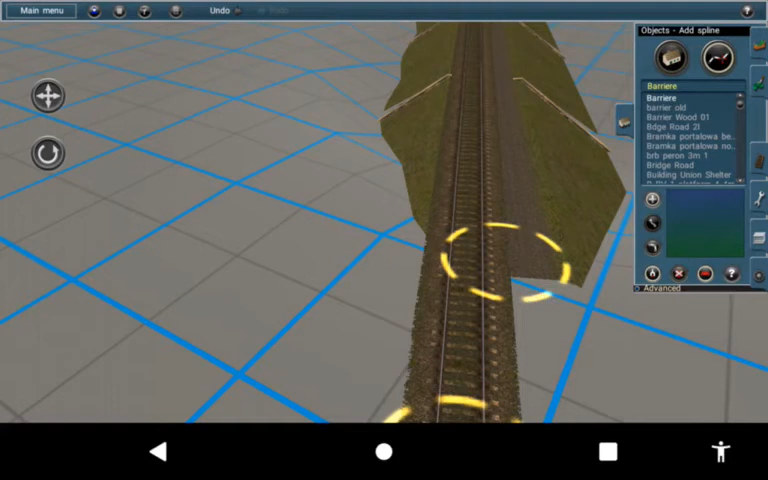 Main menu
Undo
?
Objects - Add spline
Barriere
Barriere
barrier old
Barrier Wood 01
Bdge Road 2l
Bramka portalowa be..
Bramka portalowa no..
brb peron 3m 1
Bridge Road
Building Union Shelter
?
Advanced